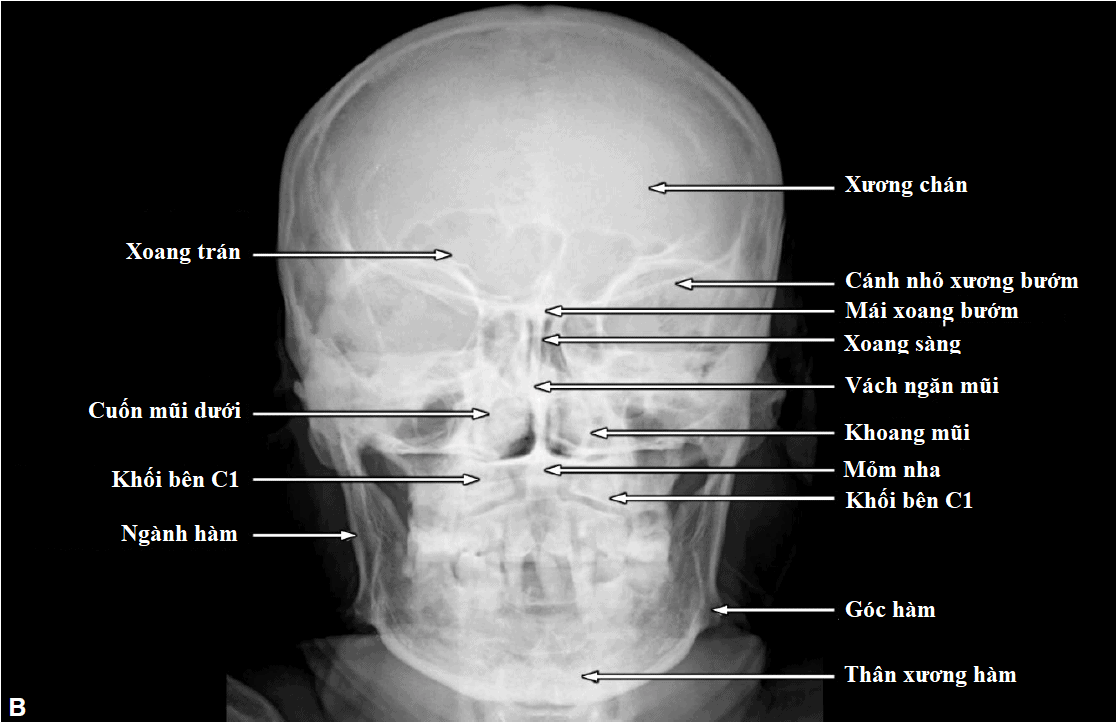 Xương chán
Xoang trán
Cánh nhỏ xương bướm
Mái xoang bướm
Xoang sàng
Vách ngăn mũi
Cuốn mũi dưới
Khoang mũi
Mỏm nha
Khối bên C1
Khối bên C1
Ngành hàm
Góc hàm
Thân xương hàm
B